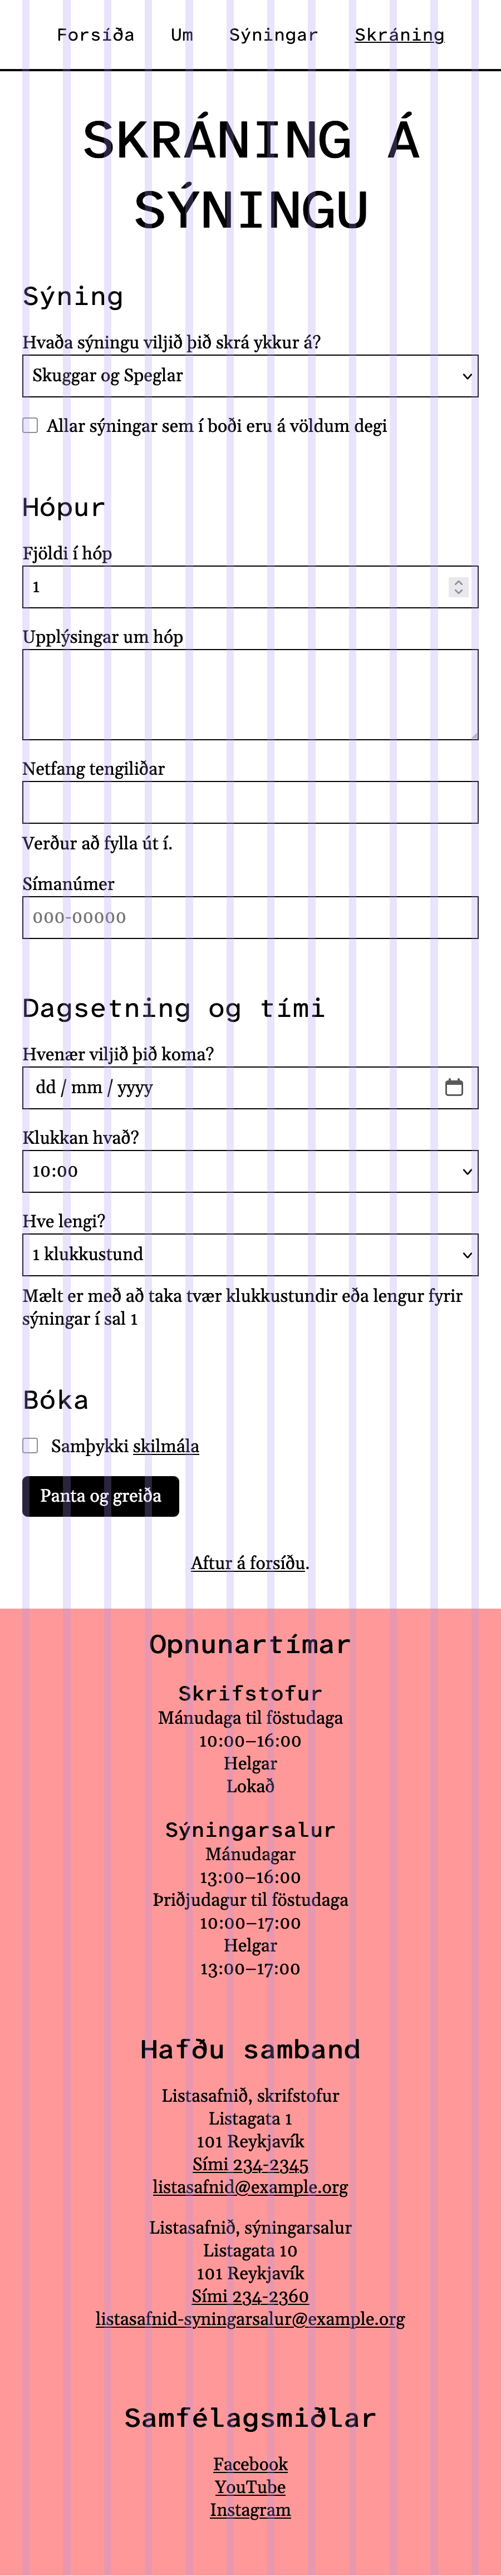 Forsíða Um Sýningar Skráning
SKRÁNING Á
SÝNINGU
Sýning
Hvaða sýningu viljið þið skrá ykkur á?
Skuggar og Speglar
Allar sýningar sem í boði eru á völdum degi
Hópur
Fjöldi í hóp
1
Upplýsingar um hóp
Netfang tengiliðar
Verður að fylla út í.
Símanúmer
000-00000
Dagsetning og tími
Hvenær viljið þið koma?
dd / mm / yyyy
Klukkan hvað?
10:00
Hve lengi?
1 klukkustund
Mælt er með að taka tvær klukkustundir eða lengur fyrir
sýningar í sal 1
Bóka
Samþykki skilmála
Panta og greiða
Aftur á forsíðu.
Opnunartímar
Skrifstofur
Mánudaga til föstudaga
10:00–16:00
Helgar
Lokað
Sýningarsalur
Mánudagar
13:00–16:00
Þriðjudagur til föstudaga
10:00–17:00
Helgar
13:00–17:00
Hafðu samband
Listasafnið, skrifstofur
Listagata 1
101 Reykjavík
Sími 234-2345
listasafnid@example.org
Listasafnið, sýningarsalur
Listagata 10
101 Reykjavík
Sími 234-2360
listasafnid-syningarsalur@example.org
Samfélagsmiðlar
Facebook
YouTube
Instagram